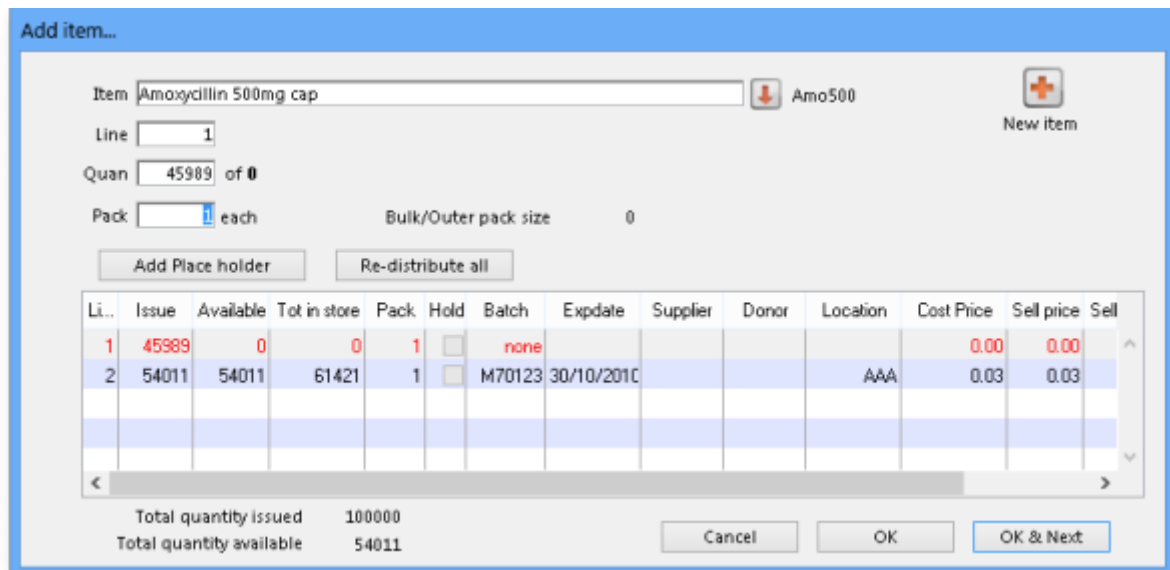 Add item...
Item Amoxycillin 500mg cap Amo500
New item
Line 1
Quan 45989 of 0
Pack 1 each Bulk/Outer pack size 0
Add Place holder Re-distribute all
Li... Issue Available Tot in store Pack Hold Batch Expdate Supplier Donor Location Cost Price Sell price Sell
1 45989 0 0 1 none 0.00 0.00
2 54011 54011 61421 1 M70123 30/10/2010 AAA 0.03 0.03
Total quantity issued 100000
Total quantity available 54011
Cancel OK OK & Next